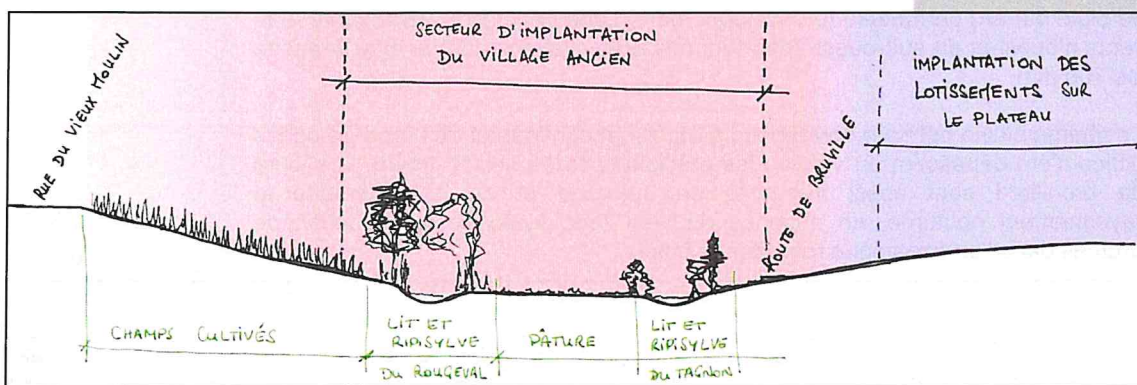 RUE DU VIEUX MOULIN
SECTEUR D'IMPLANTATION
DU VILLAGE ANCIEN
ROUTE DE BRUVILLE
IMPLANTATION DES
LOTISSEMENTS SUR
LE PLATEAU
CHAMPS CULTIVÉS
LIT ET
RIPISYLVE
DU ROUGEVAL
PÂTURE
LIT ET
RIPISYLVE
DU TAGNON